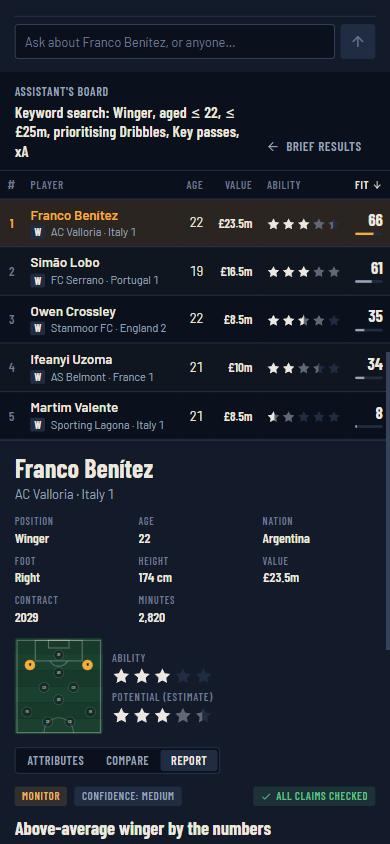 Ask about Franco Benítez, or anything...
ASSISTANT'S BOARD
Keyword search: Winger, aged ≤ 22, ≤
£25m, prioritising Dribbles, Key passes,
xA
← BRIEF RESULTS
# PLAYER AGE VALUE ABILITY FIT ↓
1 Franco Benítez 22 £23.5m 66
W AC Valloria · Italy 1
2 Simão Lobo 19 £16.5m 61
W FC Serrano · Portugal 1
3 Owen Crossley 22 £8.5m 35
W Stanmoor FC · England 2
4 Ifeanyi Uzoma 21 £10m 34
W AS Belmont · France 1
5 Martim Valente 21 £8.5m 8
W Sporting Lagona · Italy 1
Franco Benítez
AC Valloria · Italy 1
POSITION AGE NATION
Winger 22 Argentina
FOOT HEIGHT VALUE
Right 174 cm £23.5m
CONTRACT MINUTES
2029 2,820
ABILITY
POTENTIAL (ESTIMATE)
ATTRIBUTES COMPARE REPORT
MONITOR CONFIDENCE: MEDIUM ✓ ALL CLAIMS CHECKED
Above-average winger by the numbers